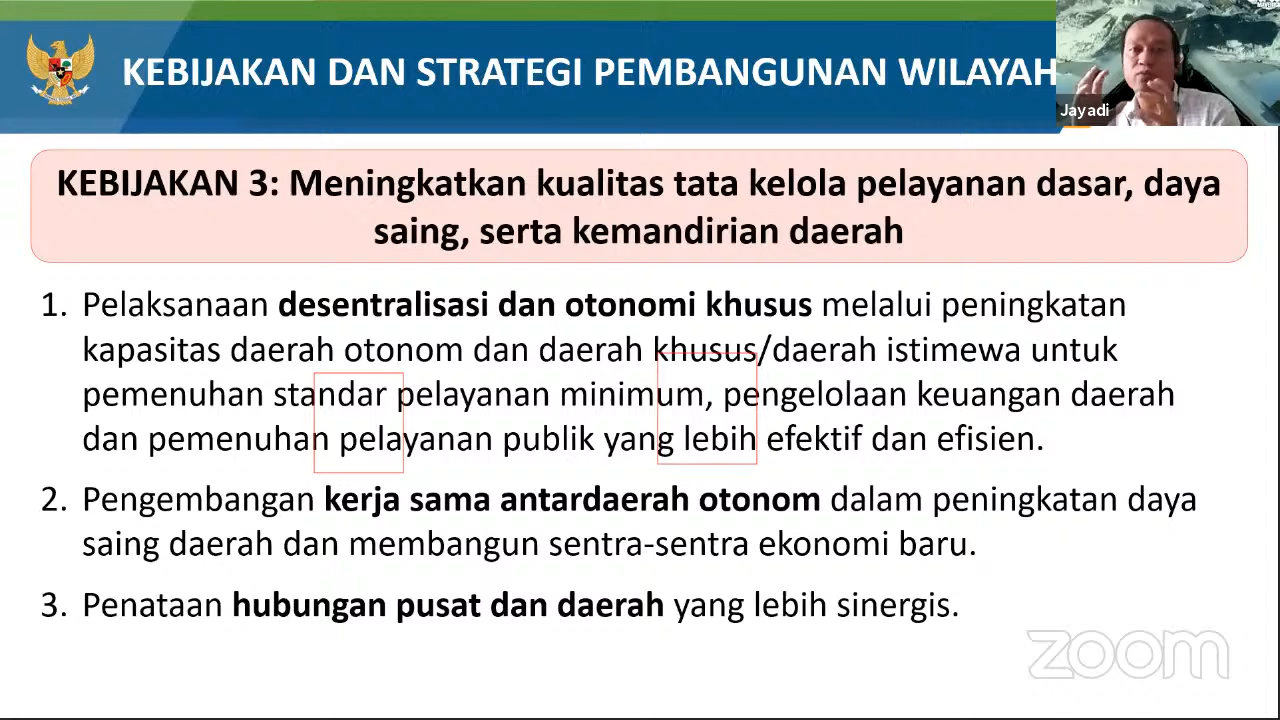 KEBIJAKAN DAN STRATEGI PEMBANGUNAN WILAYAH
Jayadi
KEBIJAKAN 3: Meningkatkan kualitas tata kelola pelayanan dasar, daya
saing, serta kemandirian daerah
1. Pelaksanaan desentralisasi dan otonomi khusus melalui peningkatan
kapasitas daerah otonom dan daerah khusus/daerah istimewa untuk
pemenuhan standar pelayanan minimum, pengelolaan keuangan daerah
dan pemenuhan pelayanan publik yang lebih efektif dan efisien.
2. Pengembangan kerja sama antardaerah otonom dalam peningkatan daya
saing daerah dan membangun sentra-sentra ekonomi baru.
3. Penataan hubungan pusat dan daerah yang lebih sinergis.
zoom